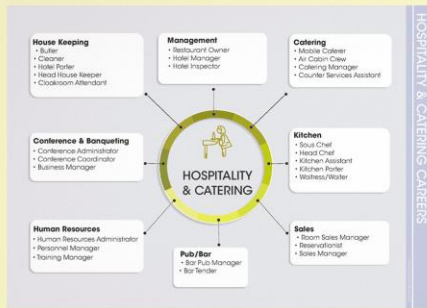 House Keeping
• Butler
• Cleaner
• Hotel Porter
• Head House Keeper
• Cloakroom Attendant
Management
• Restaurant Owner
• Hotel Manager
• Hotel Inspector
Catering
• Mobile Caterer
• Air Cabin Crew
• Catering Manager
• Counter Services Assistant
Conference & Banqueting
• Conference Administrator
• Conference Coordinator
• Business Manager
HOSPITALITY
& CATERING
Kitchen
• Sous Chef
• Head Chef
• Kitchen Assistant
• Kitchen Porter
• Waitress/Waiter
Human Resources
• Human Resources Administrator
• Personnel Manager
• Training Manager
Pub/Bar
• Bar Pub Manager
• Bar Tender
Sales
• Room Sales Manager
• Reservationist
• Sales Manager
HOSPITALITY & CATERING CAREERS